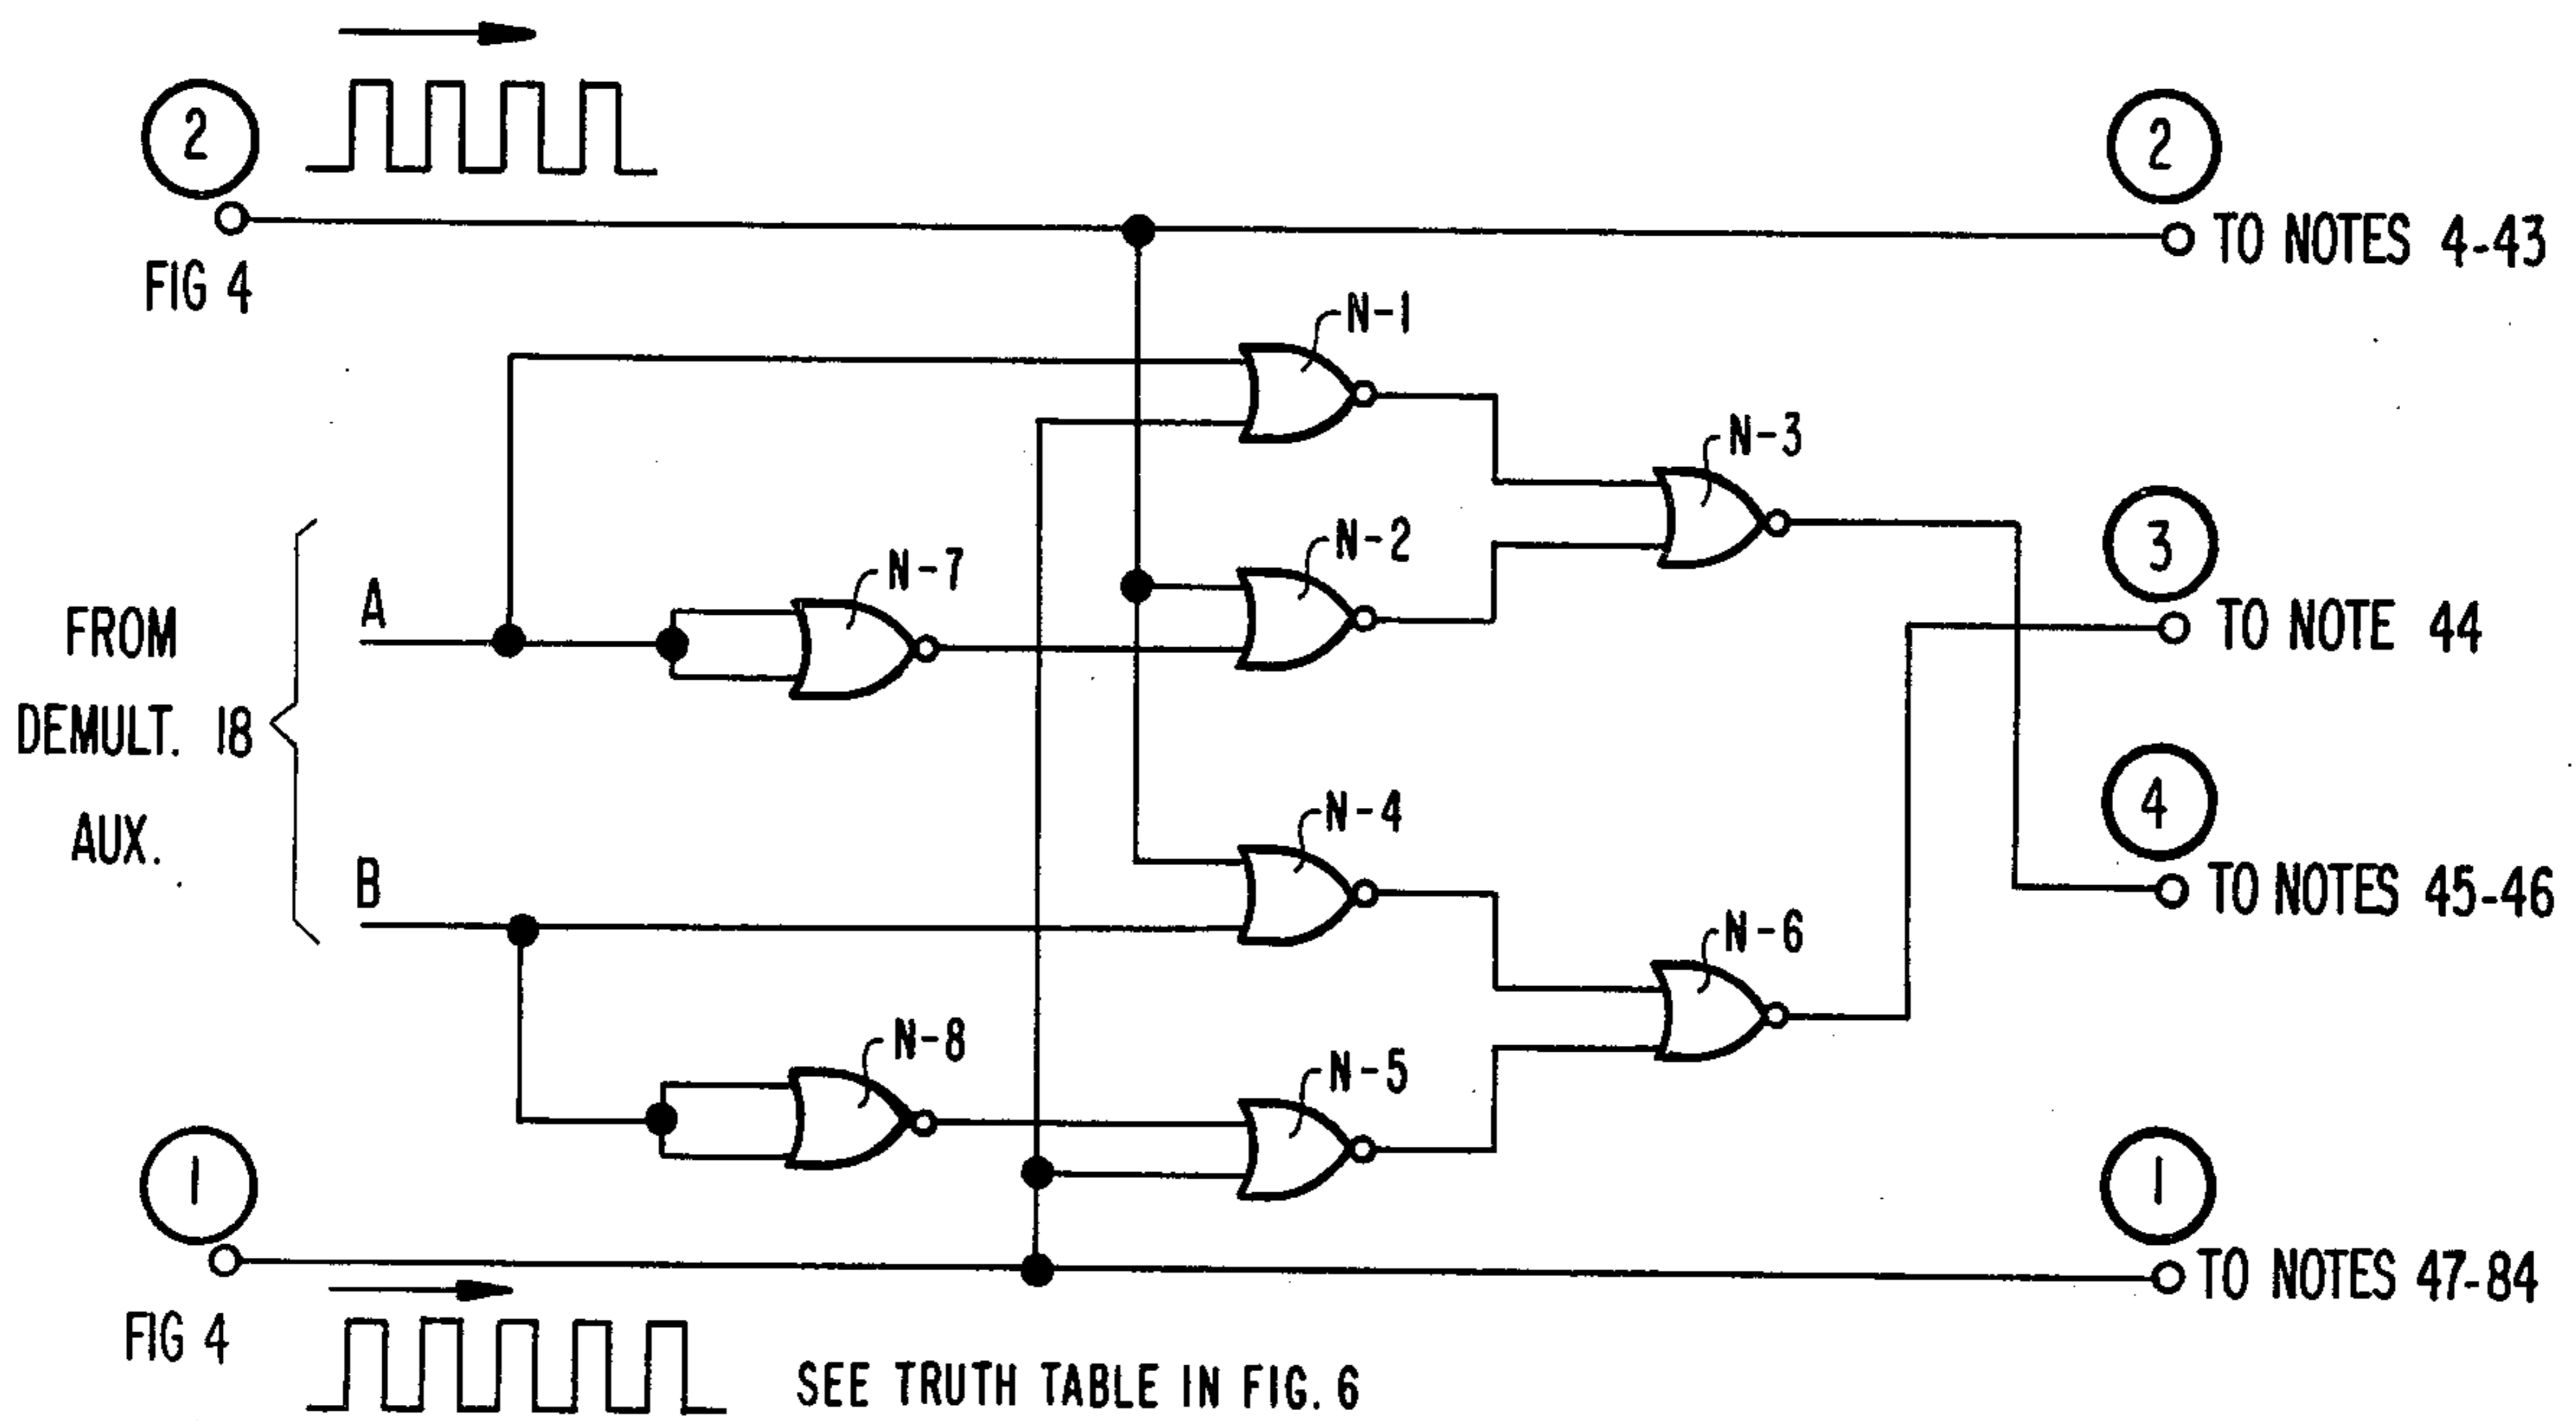 2
2
TO NOTES 4-43
FIG 4
N-1
N-3
N-2
3
N-7
A
FROM
TO NOTE 44
DEMULT. 18
4
N-4
AUX.
B
TO NOTES 45-46
N-6
N-8
N-5
1
1
TO NOTES 47-84
FIG 4
SEE TRUTH TABLE IN FIG. 6